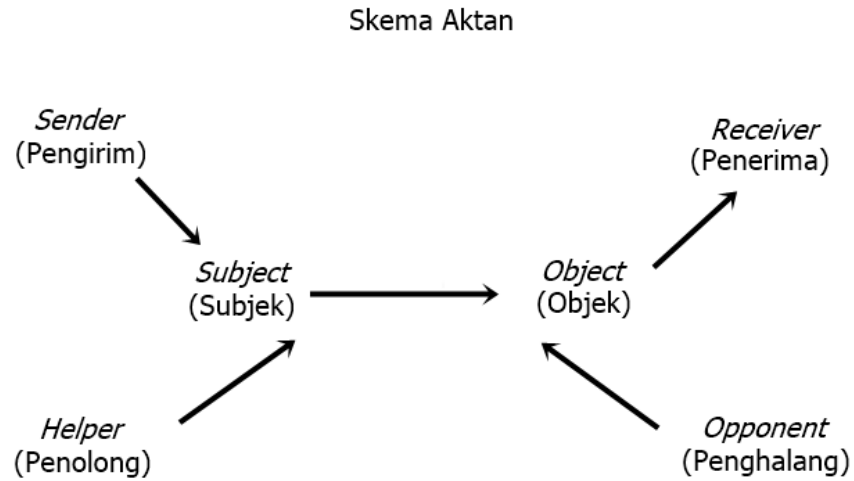 Skema Aktan
Sender
(Pengirim)
Receiver
(Penerima)
Subject
(Subjek)
Object
(Objek)
Helper
(Penolong)
Opponent
(Penghalang)